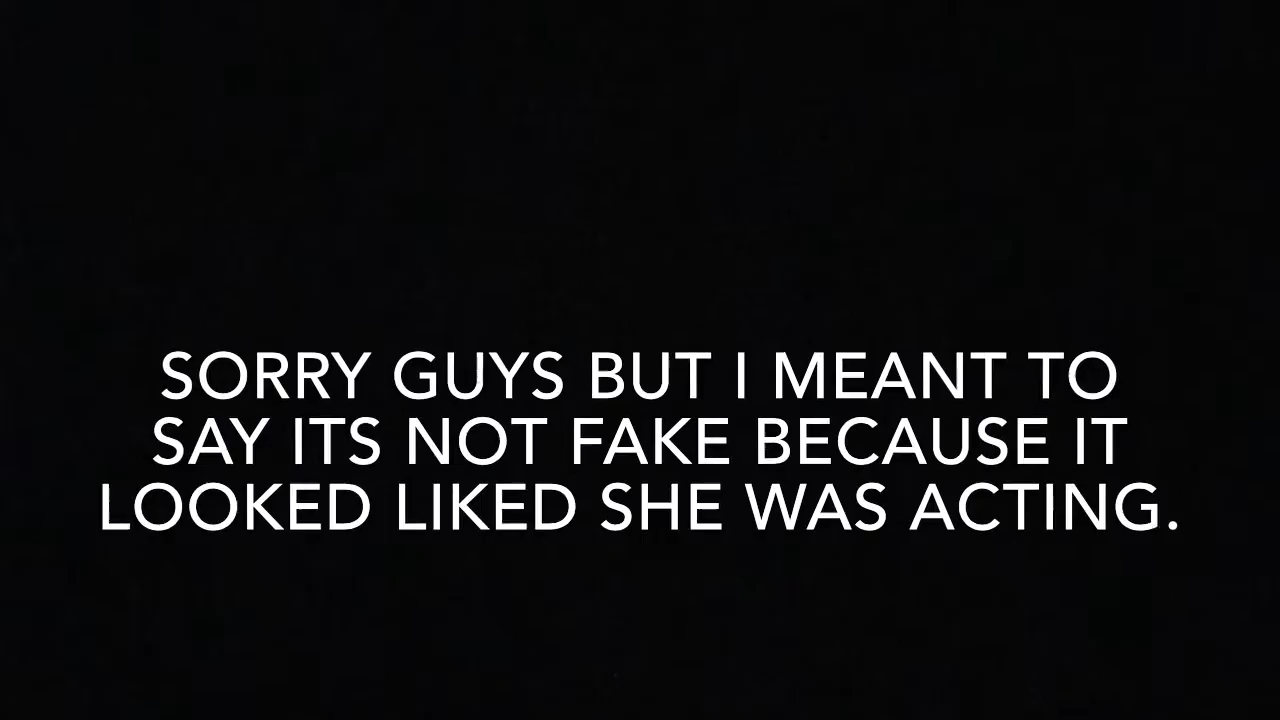 SORRY GUYS BUT I MEANT TO
SAY ITS NOT FAKE BECAUSE IT
LOOKED LIKED SHE WAS ACTING.